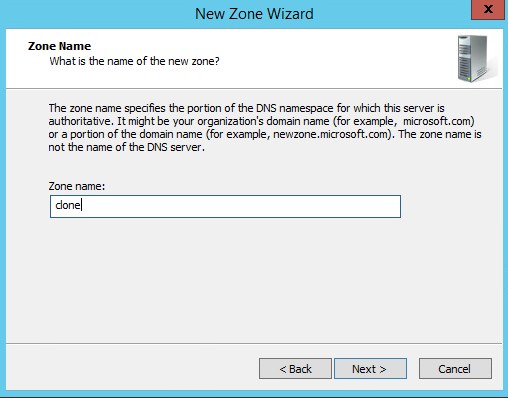 New Zone Wizard
x
Zone Name
What is the name of the new zone?
The zone name specifies the portion of the DNS namespace for which this server is
authoritative. It might be your organization's domain name (for example, microsoft.com)
or a portion of the domain name (for example, newzone.microsoft.com). The zone name is
not the name of the DNS server.
Zone name:
clone
< Back Next > Cancel